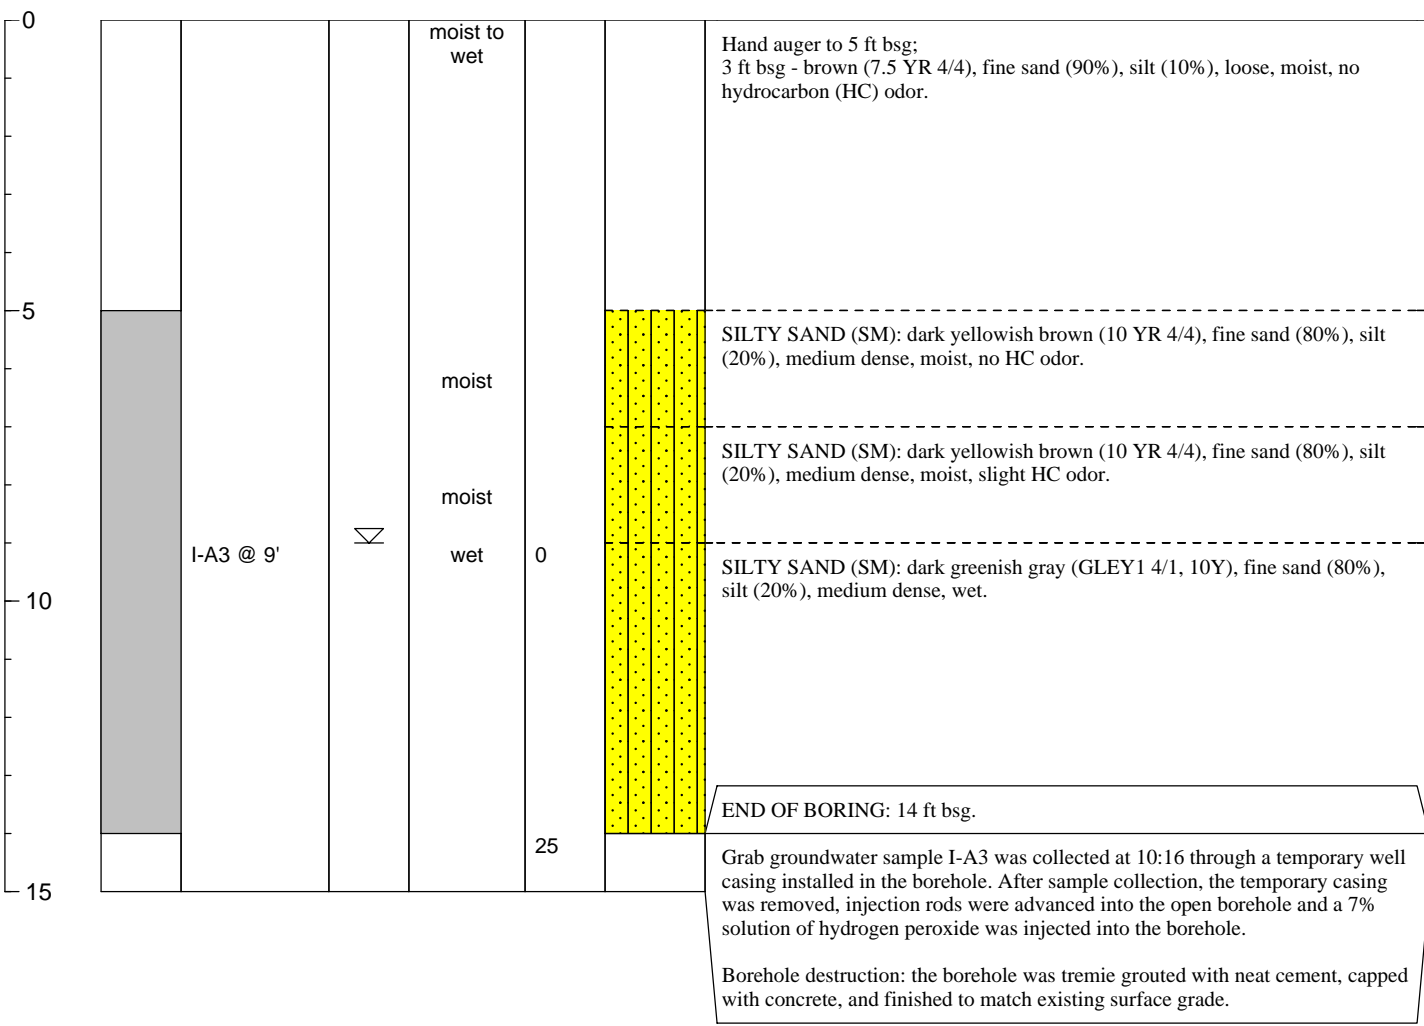 0
moist to
wet
Hand auger to 5 ft bsg;
3 ft bsg - brown (7.5 YR 4/4), fine sand (90%), silt (10%), loose, moist, no
hydrocarbon (HC) odor.
5
SILTY SAND (SM): dark yellowish brown (10 YR 4/4), fine sand (80%), silt
(20%), medium dense, moist, no HC odor.
moist
SILTY SAND (SM): dark yellowish brown (10 YR 4/4), fine sand (80%), silt
(20%), medium dense, moist, slight HC odor.
moist
I-A3 @ 9'
wet
0
SILTY SAND (SM): dark greenish gray (GLEY1 4/1, 10Y), fine sand (80%),
silt (20%), medium dense, wet.
10
END OF BORING: 14 ft bsg.
25
Grab groundwater sample I-A3 was collected at 10:16 through a temporary well
casing installed in the borehole. After sample collection, the temporary casing
was removed, injection rods were advanced into the open borehole and a 7%
solution of hydrogen peroxide was injected into the borehole.
15
Borehole destruction: the borehole was tremie grouted with neat cement, capped
with concrete, and finished to match existing surface grade.